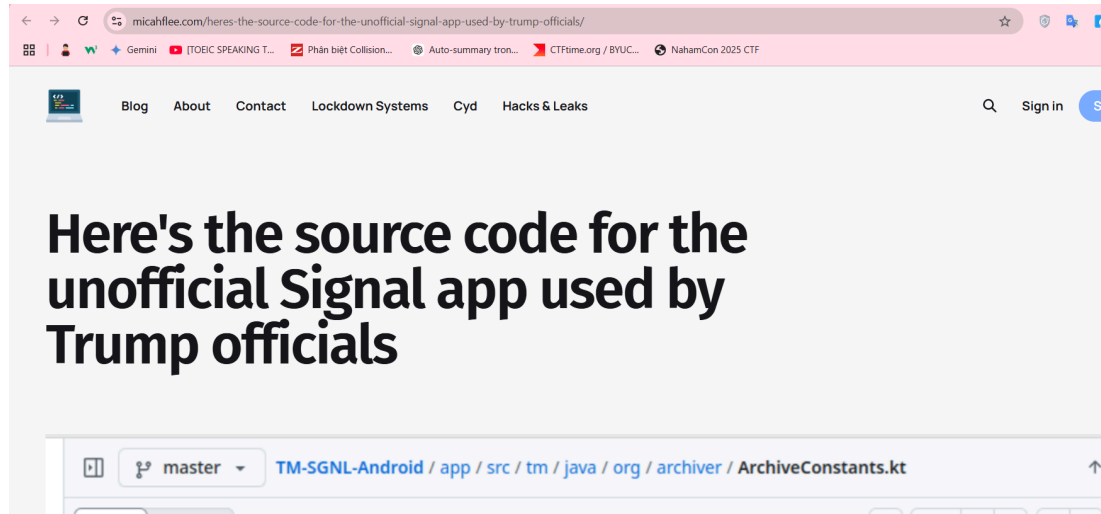 micahflee.com/heres-the-source-code-for-the-unofficial-signal-app-used-by-trump-officials/
Gemini [TOEIC SPEAKING T... Phân biệt Collision... Auto-summary tron... CTFtime.org / BYUC... NahamCon 2025 CTF
Blog About Contact Lockdown Systems Cyd Hacks & Leaks Sign in S
Here's the source code for the
unofficial Signal app used by
Trump officials
master TM-SGNL-Android / app / src / tm / java / org / archiver / ArchiveConstants.kt